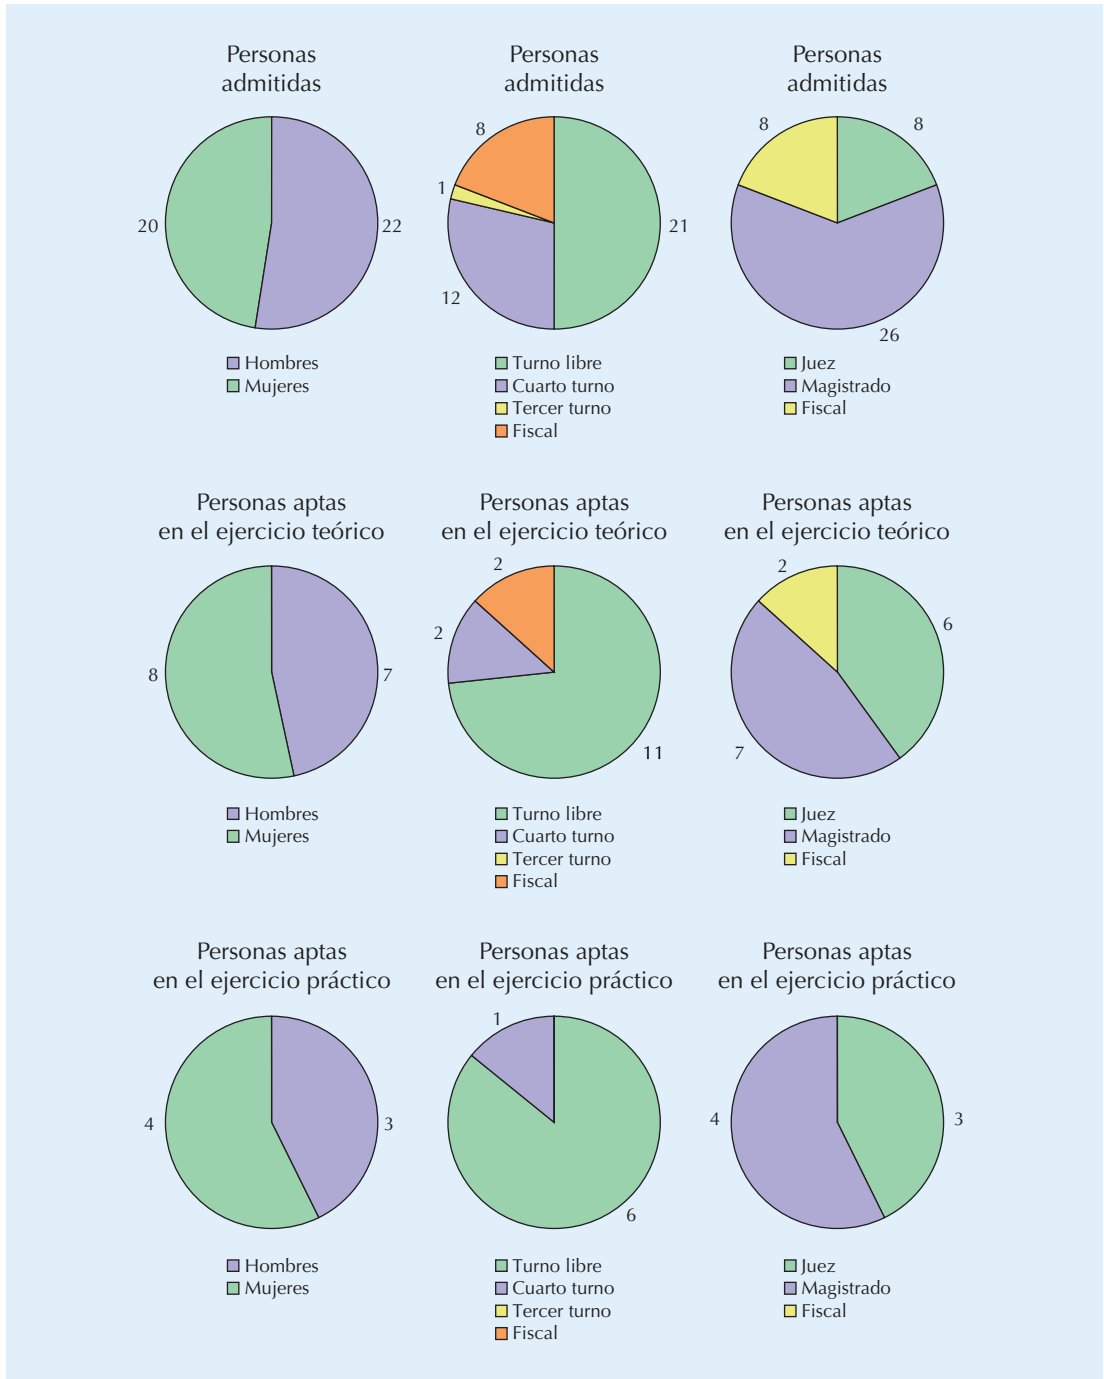 Personas
admitidas
20
22
Hombres
Mujeres
Personas
admitidas
8
1
21
12
Turno libre
Cuarto turno
Tercer turno
Fiscal
Personas
admitidas
8
8
26
Juez
Magistrado
Fiscal
Personas aptas
en el ejercicio teórico
8
7
Hombres
Mujeres
Personas aptas
en el ejercicio teórico
2
2
11
Turno libre
Cuarto turno
Tercer turno
Fiscal
Personas aptas
en el ejercicio teórico
2
6
7
Juez
Magistrado
Fiscal
Personas aptas
en el ejercicio práctico
4
3
Hombres
Mujeres
Personas aptas
en el ejercicio práctico
1
6
Turno libre
Cuarto turno
Tercer turno
Fiscal
Personas aptas
en el ejercicio práctico
4
3
Juez
Magistrado
Fiscal